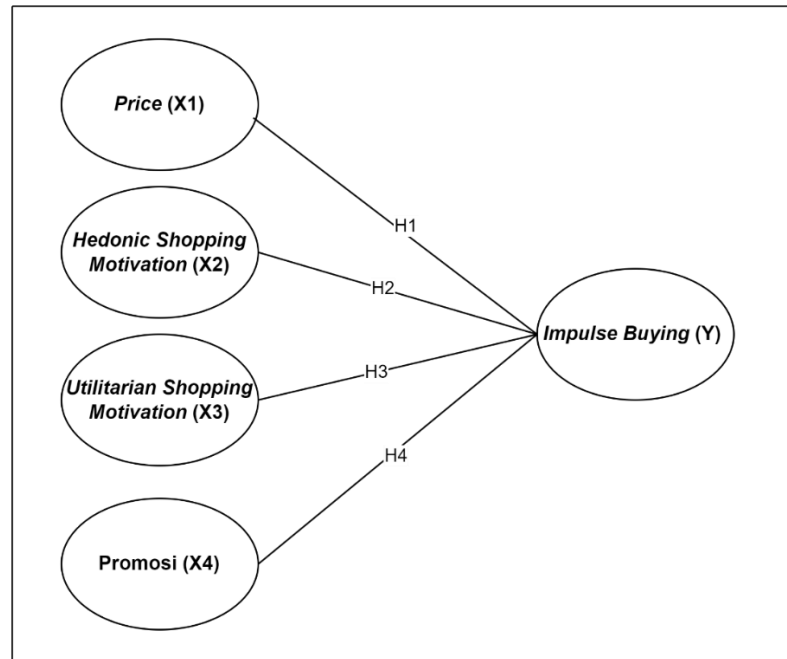 Price (X1)
H1
Hedonic Shopping
Motivation (X2)
H2
Impulse Buying (Y)
H3
Utilitarian Shopping
Motivation (X3)
H4
Promosi (X4)